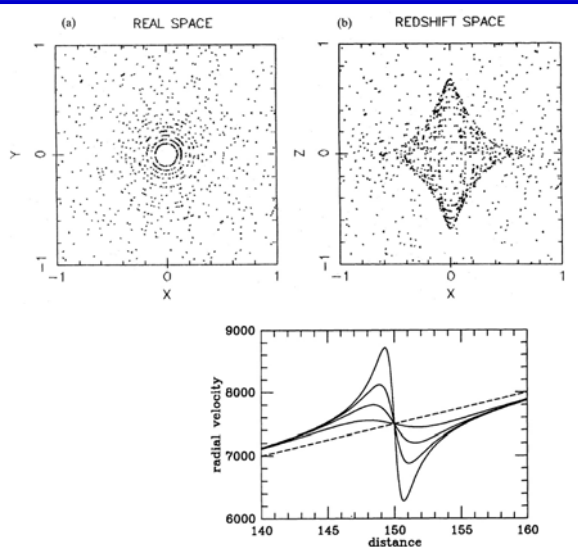 (a) REAL SPACE
(b) REDSHIFT SPACE
1
Y
0
−1
−1
0
1
X
1
Z
0
−1
−1
0
1
X
9000
radial velocity
8000
7000
6000
140
145
150
155
160
distance